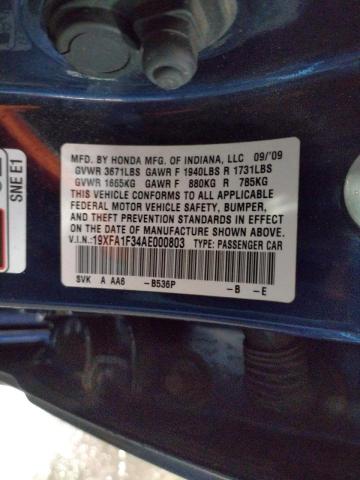 MFD. BY HONDA MFG. OF INDIANA, LLC 09/'09
GVWR 3671LBS GAWR F 1940LBS R 1731LBS
GVWR 1665KG GAWR F 880KG R 785KG
THIS VEHICLE CONFORMS TO ALL APPLICABLE
FEDERAL MOTOR VEHICLE SAFETY, BUMPER,
AND THEFT PREVENTION STANDARDS IN EFFECT
ON THE DATE OF MANUFACTURE SHOWN ABOVE.
V.I.N.:19XFA1F34AE000803 TYPE: PASSENGER CAR
SVK A AA6 -B536P -B -E
SNE E1